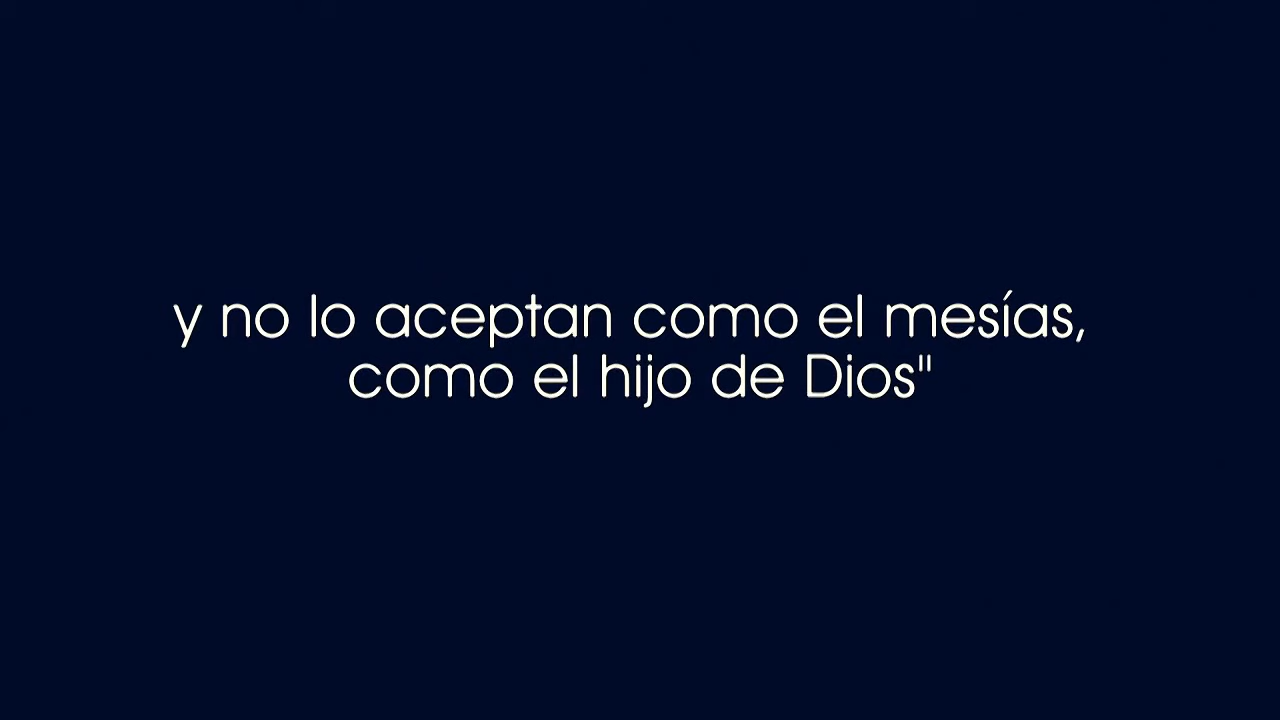 y no lo aceptan como el mesías,
como el hijo de Dios"